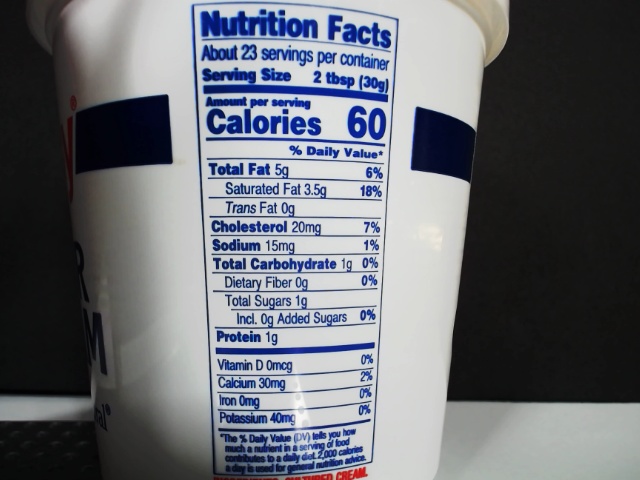 Nutrition Facts
About 23 servings per container
Serving Size 2 tbsp (30g)
Amount per serving
Calories 60
% Daily Value*
Total Fat 5g 6%
Saturated Fat 3.5g 18%
Trans Fat 0g
Cholesterol 20mg 7%
Sodium 15mg 1%
Total Carbohydrate 1g 0%
Dietary Fiber 0g 0%
Total Sugars 1g
Incl. 0g Added Sugars 0%
Protein 1g
Vitamin D 0mcg 0%
Calcium 30mg 2%
Iron 0mg 0%
Potassium 40mg 0%
*The % Daily Value (DV) tells you how
much a nutrient in a serving of food
contributes to a daily diet. 2,000 calories
a day is used for general nutrition advice.
CULTURED CREAM.